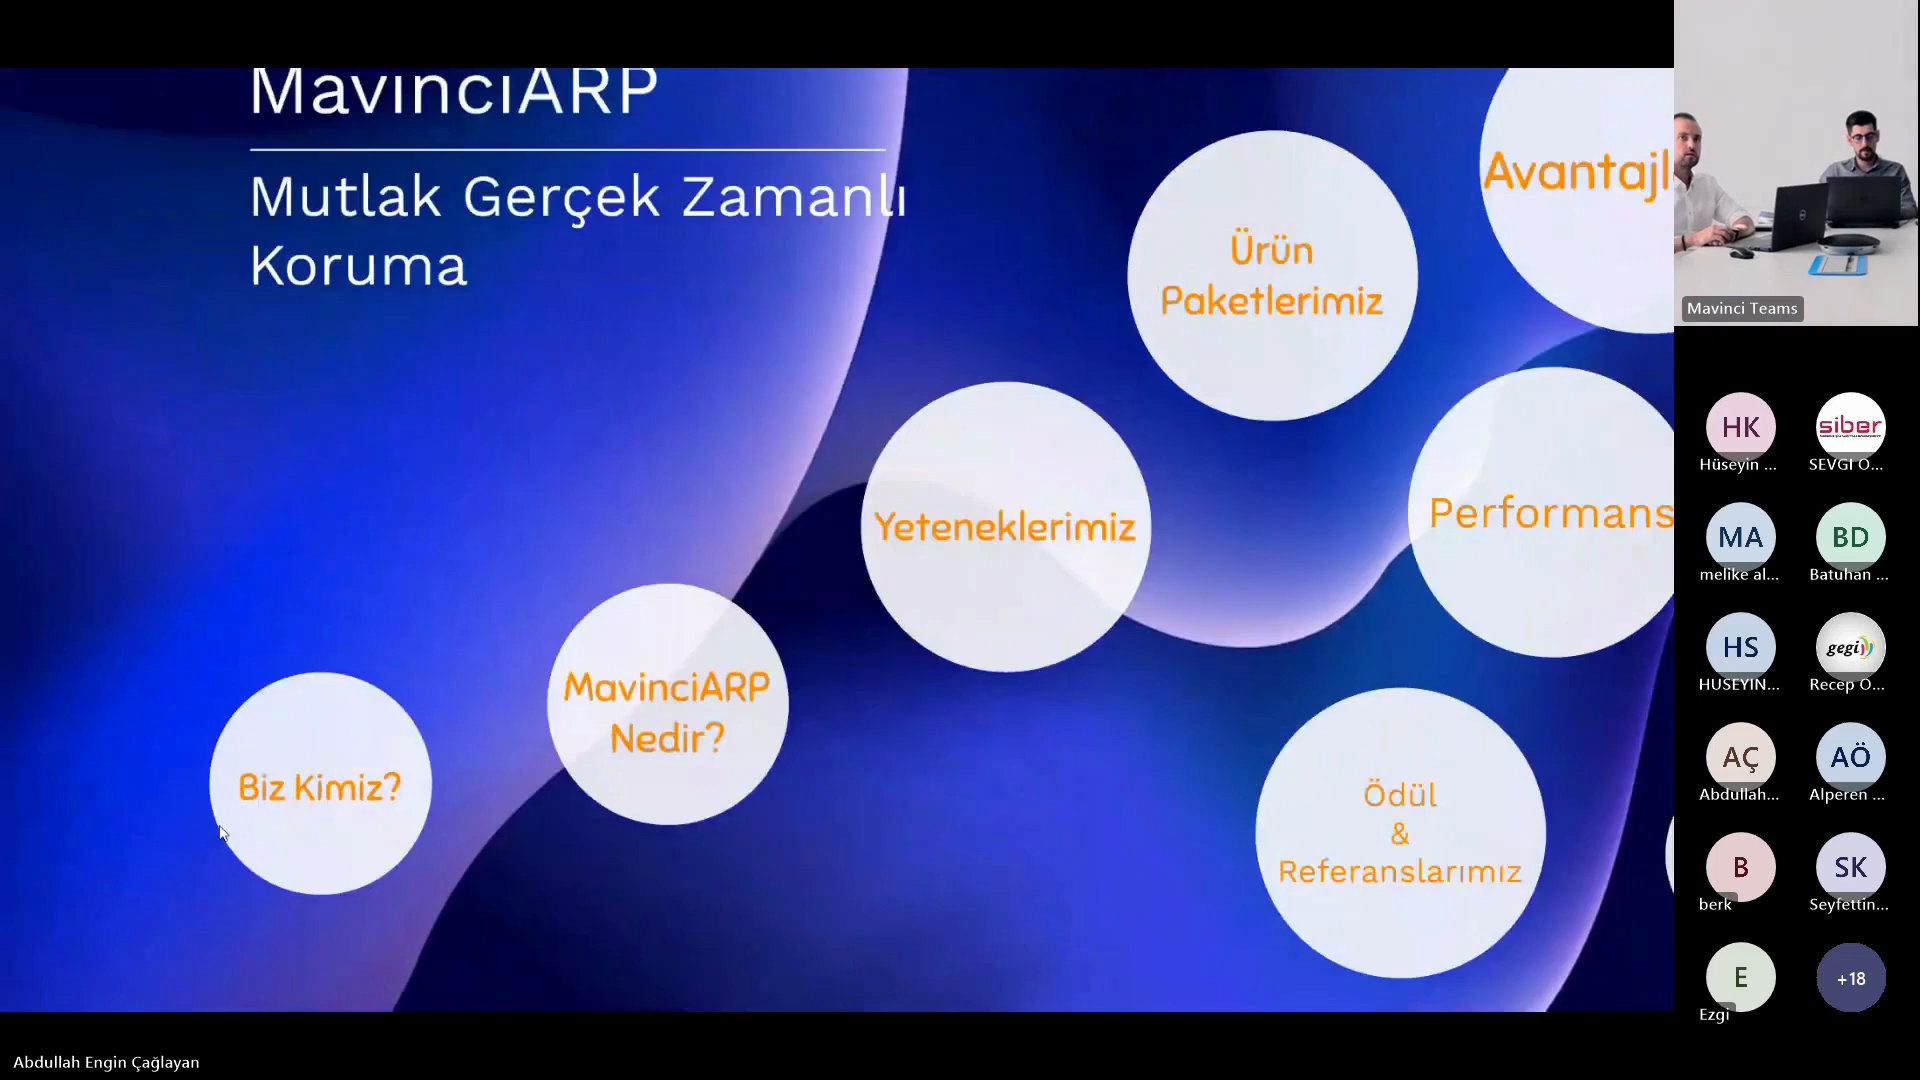 MavinciARP
Mutlak Gerçek Zamanlı
Koruma
Avantajl
Ürün
Paketlerimiz
Yeteneklerimiz
Performans
MavinciARP
Nedir?
Biz Kimiz?
Ödül
&
Referanslarımız
Mavinci Teams
HK
Hüseyin ...
siber
SEVGI O...
MA
melike al...
BD
Batuhan ...
HS
HUSEYIN...
gegi
Recep O...
AÇ
Abdullah...
AÖ
Alperen ...
B
berk
SK
Seyfettin...
E
Ezgi
+18
Abdullah Engin Çağlayan